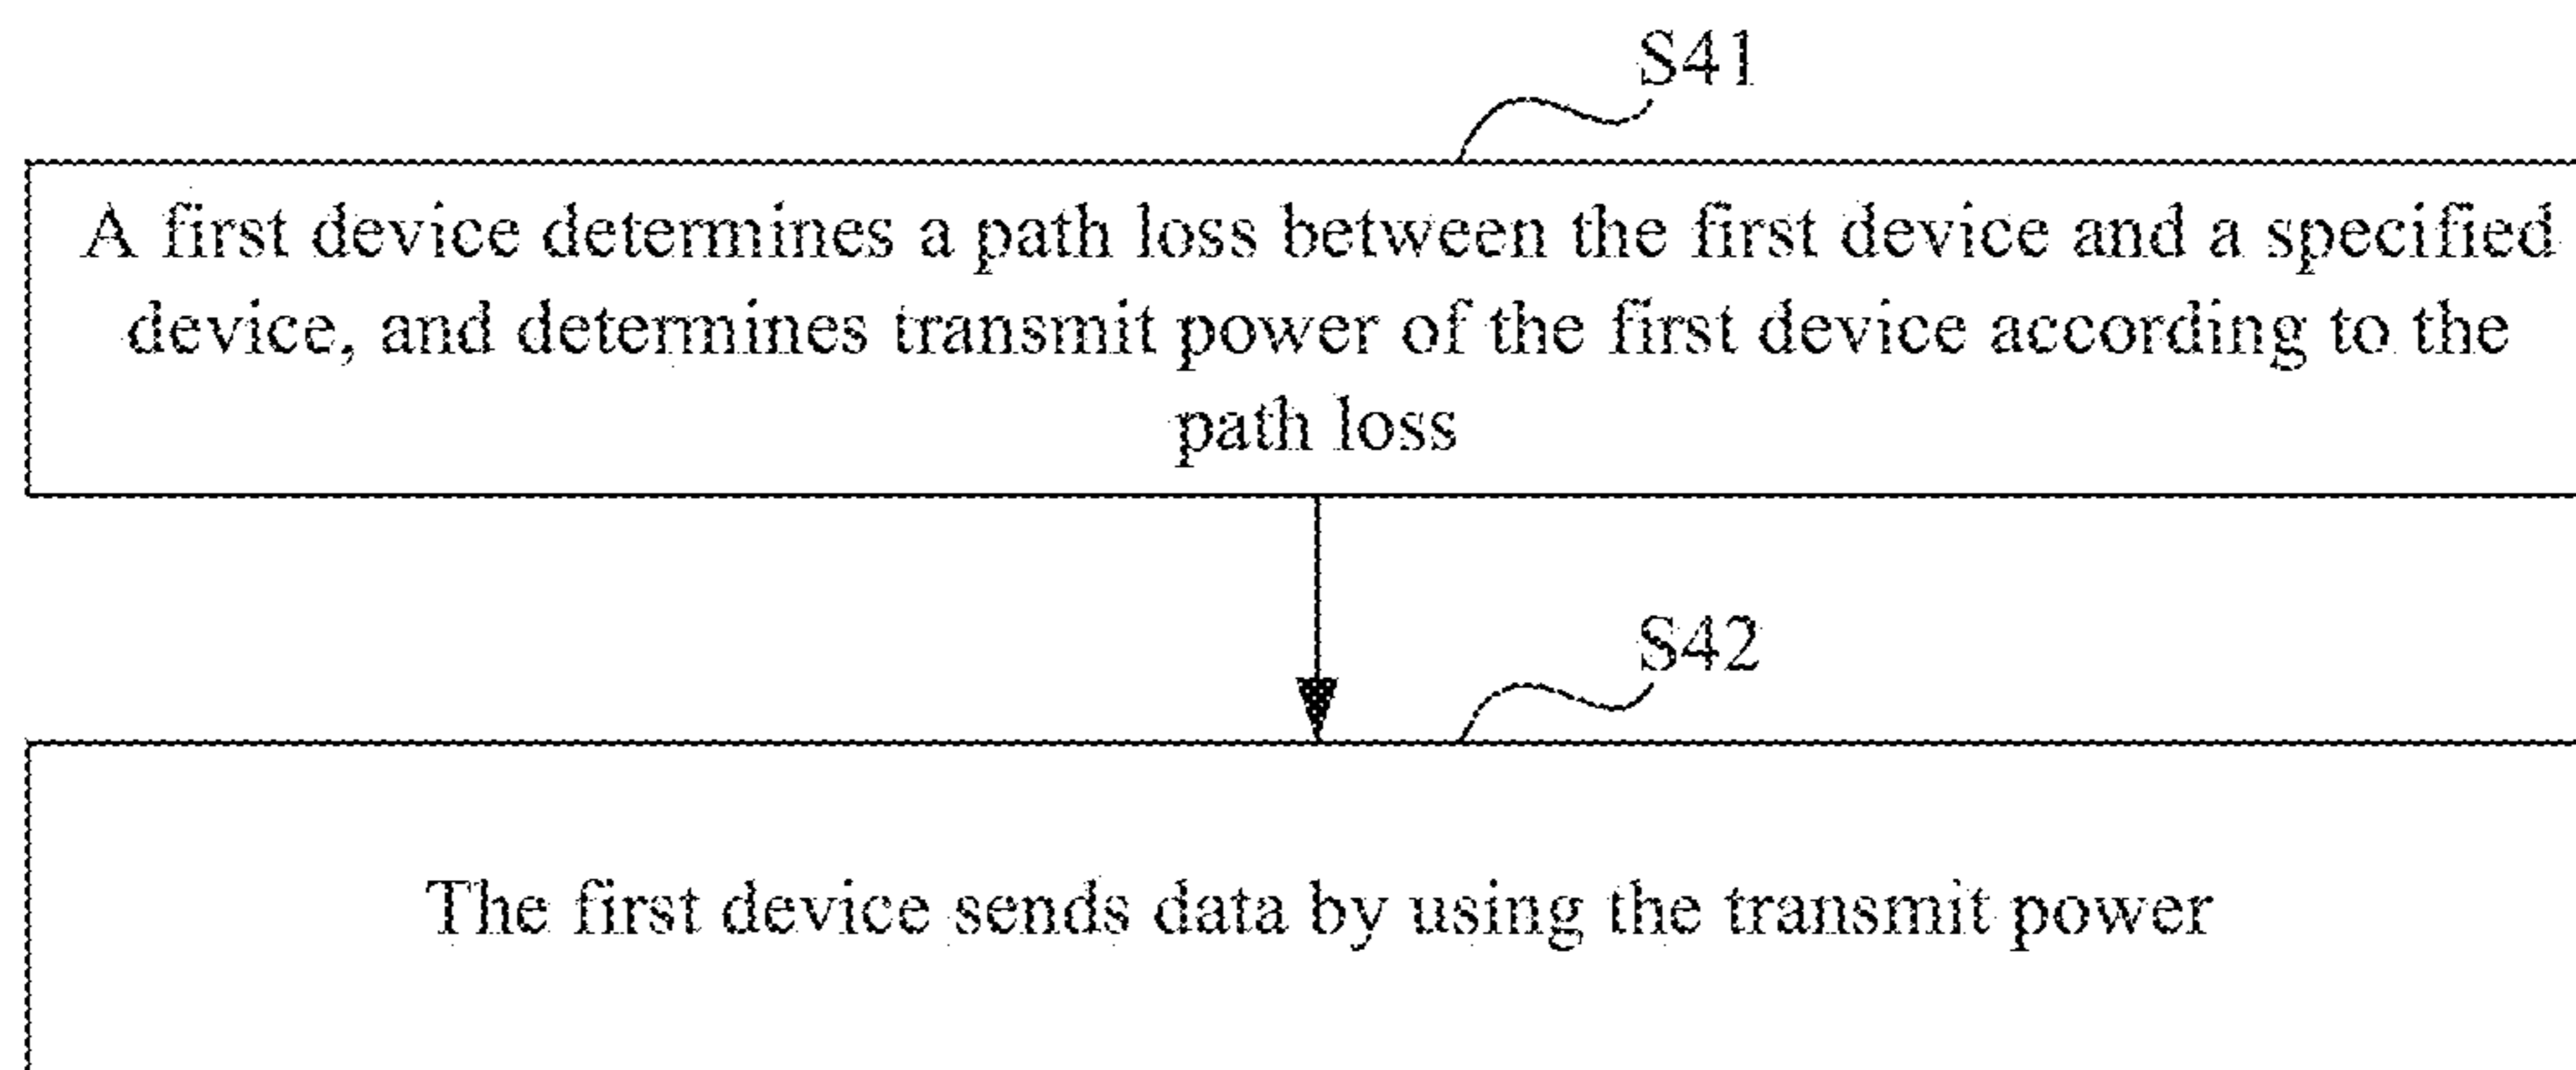 S41
A first device determines a path loss between the first device and a specified
device, and determines transmit power of the first device according to the
path loss
S42
The first device sends data by using the transmit power